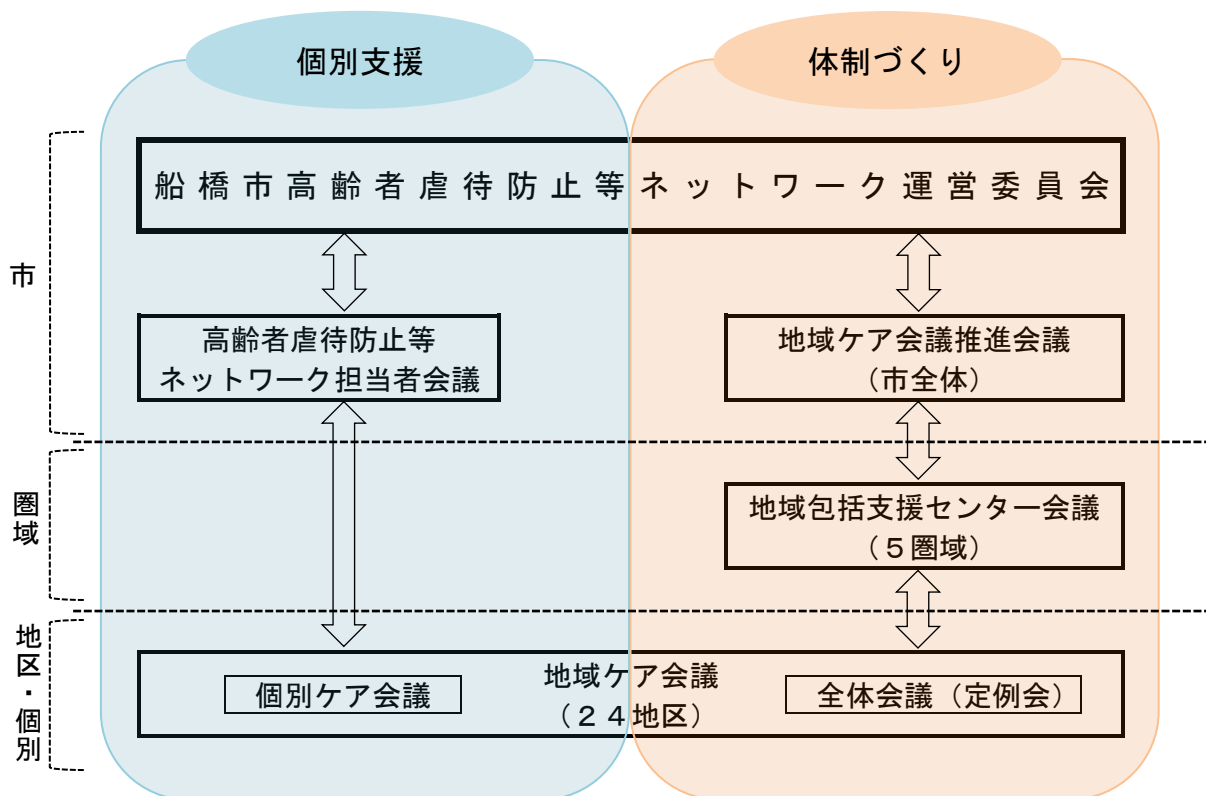 個別支援
体制づくり
市
船橋市高齢者虐待防止等ネットワーク運営委員会
高齢者虐待防止等
ネットワーク担当者会議
地域ケア会議推進会議
（市全体）
圏域
地域包括支援センター会議
（５圏域）
地区・個別
個別ケア会議
地域ケア会議
（２４地区）
全体会議（定例会）